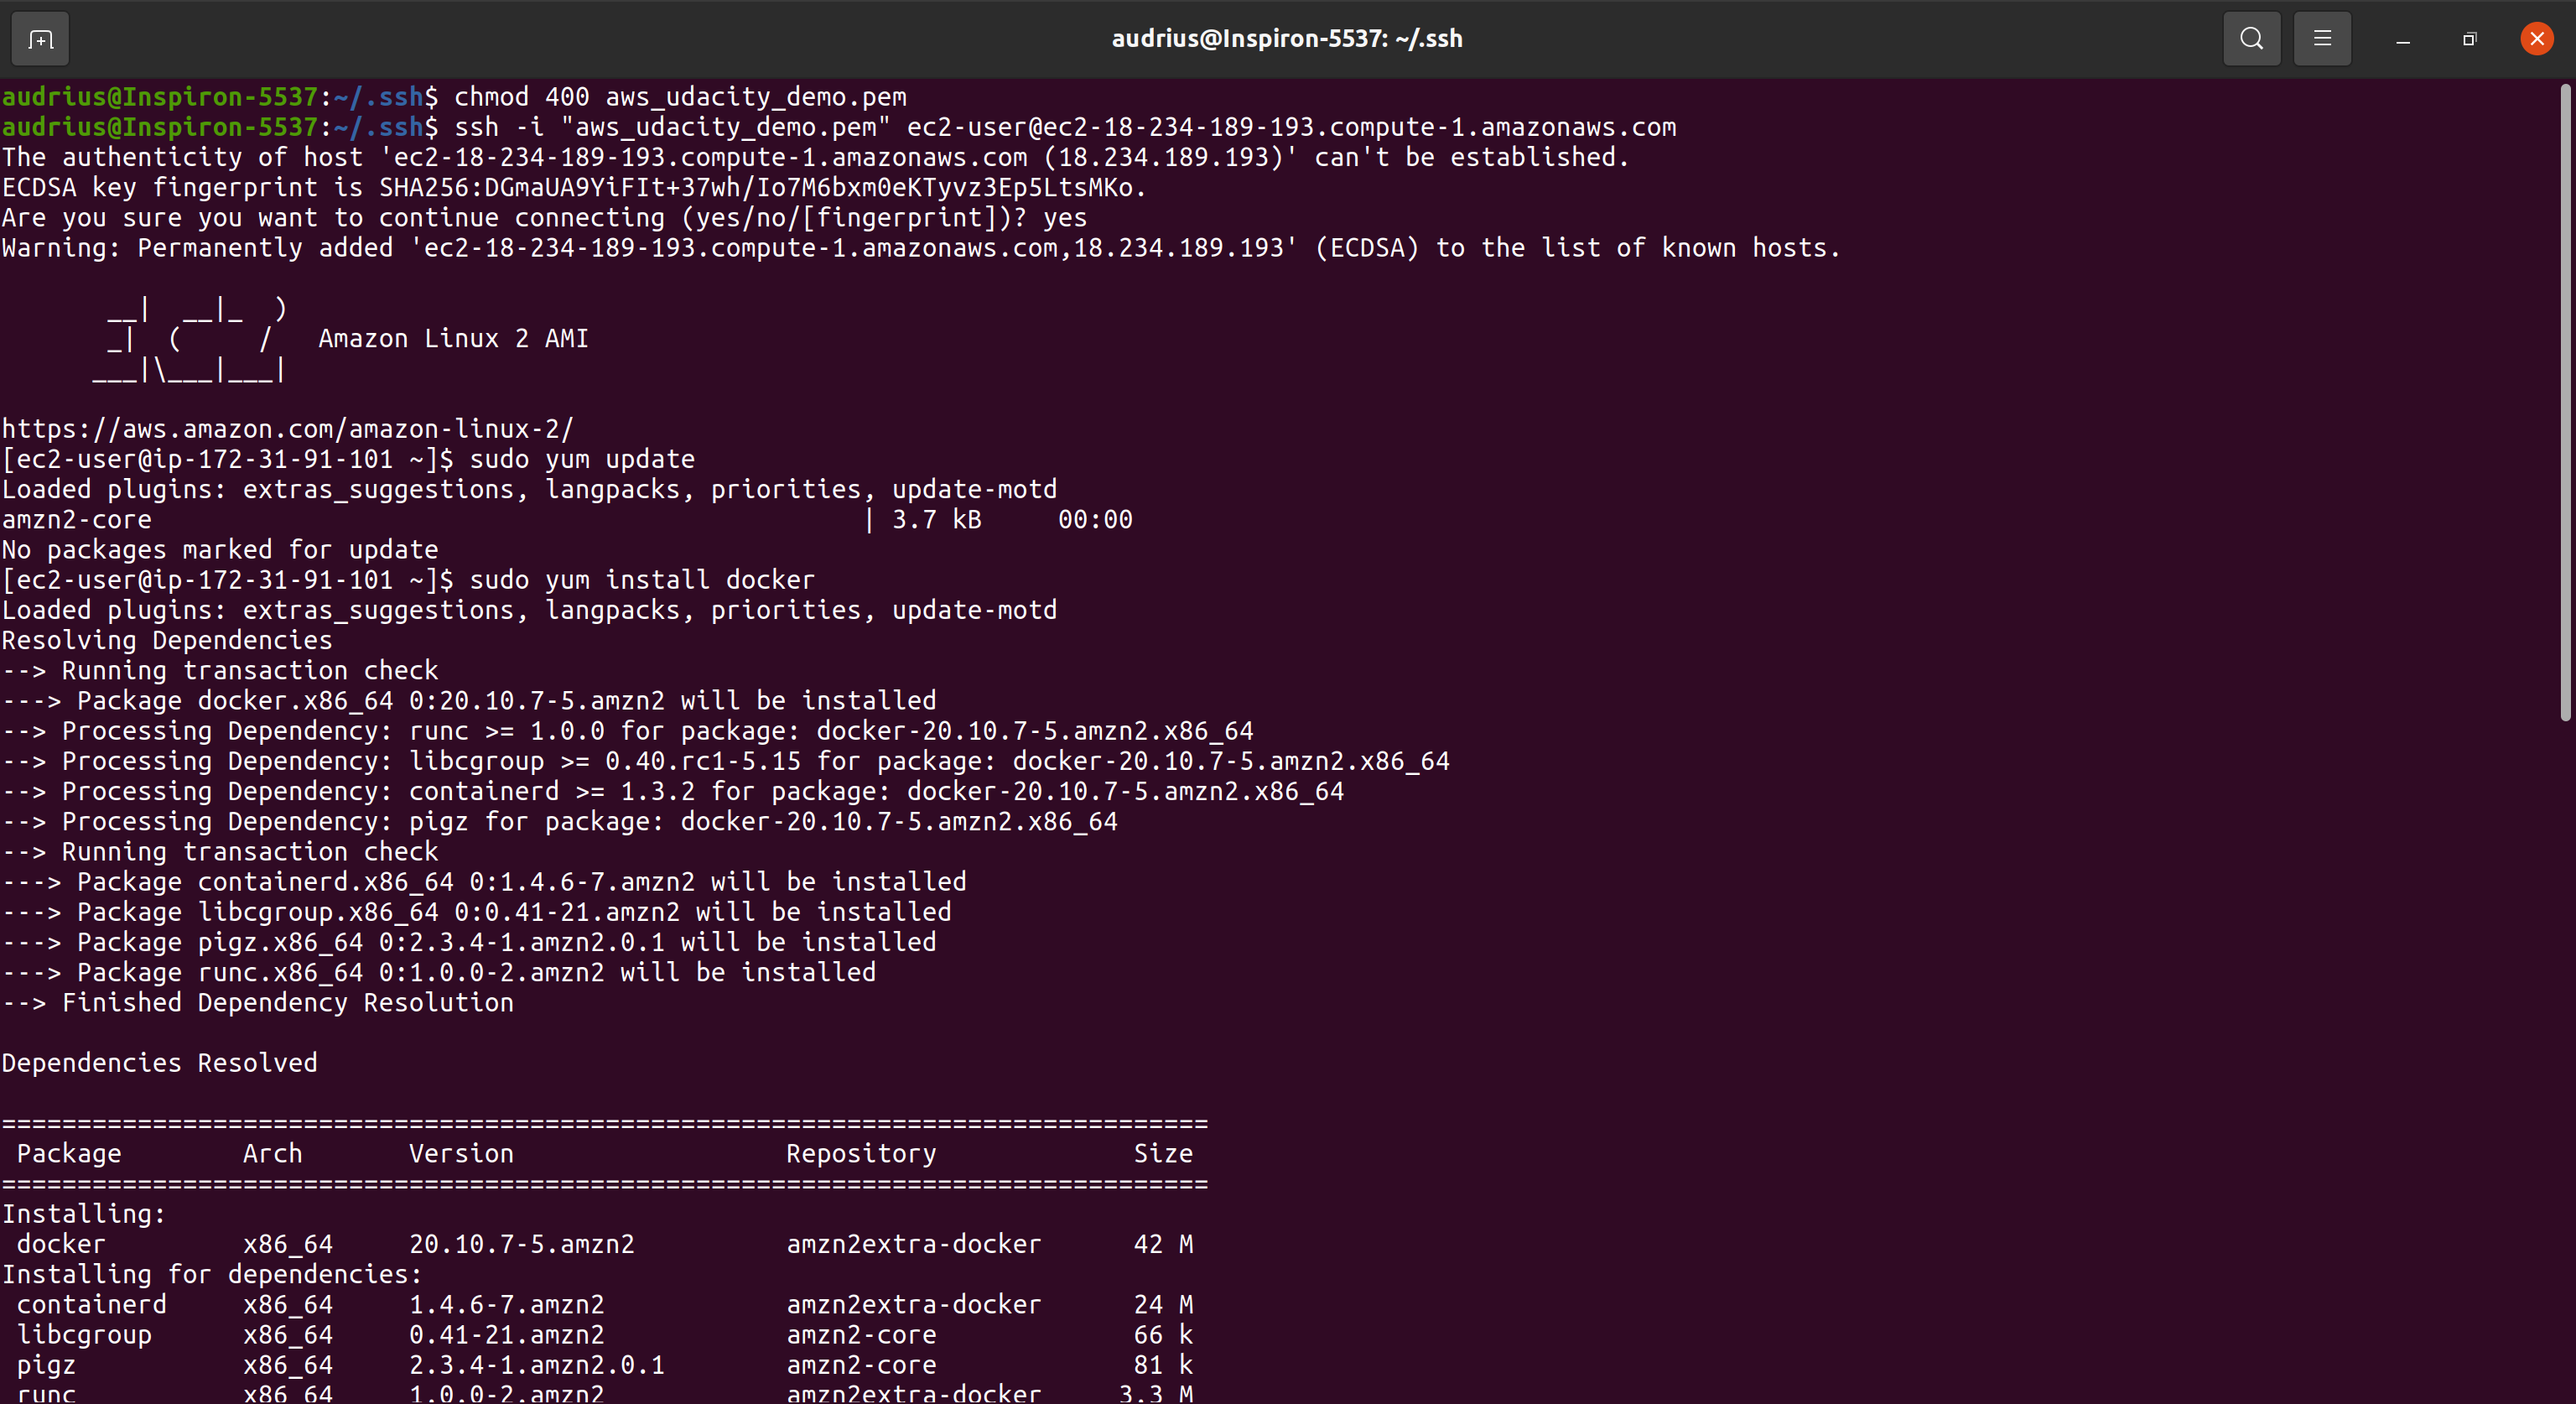 audrius@Inspiron-5537: ~/.ssh
audrius@Inspiron-5537:~/.ssh$ chmod 400 aws_udacity_demo.pem
audrius@Inspiron-5537:~/.ssh$ ssh -i "aws_udacity_demo.pem" ec2-user@ec2-18-234-189-193.compute-1.amazonaws.com
The authenticity of host 'ec2-18-234-189-193.compute-1.amazonaws.com (18.234.189.193)' can't be established.
ECDSA key fingerprint is SHA256:DGmaUA9YiFIt+37wh/Io7M6bxm0eKTyvz3Ep5LtsMKo.
Are you sure you want to continue connecting (yes/no/[fingerprint])? yes
Warning: Permanently added 'ec2-18-234-189-193.compute-1.amazonaws.com,18.234.189.193' (ECDSA) to the list of known hosts.
       __|  __|_  )
       _|  (     /   Amazon Linux 2 AMI
      ___|\___|___|
https://aws.amazon.com/amazon-linux-2/
[ec2-user@ip-172-31-91-101 ~]$ sudo yum update
Loaded plugins: extras_suggestions, langpacks, priorities, update-motd
amzn2-core                                               | 3.7 kB     00:00
No packages marked for update
[ec2-user@ip-172-31-91-101 ~]$ sudo yum install docker
Loaded plugins: extras_suggestions, langpacks, priorities, update-motd
Resolving Dependencies
--> Running transaction check
---> Package docker.x86_64 0:20.10.7-5.amzn2 will be installed
--> Processing Dependency: runc >= 1.0.0 for package: docker-20.10.7-5.amzn2.x86_64
--> Processing Dependency: libcgroup >= 0.40.rc1-5.15 for package: docker-20.10.7-5.amzn2.x86_64
--> Processing Dependency: containerd >= 1.3.2 for package: docker-20.10.7-5.amzn2.x86_64
--> Processing Dependency: pigz for package: docker-20.10.7-5.amzn2.x86_64
--> Running transaction check
---> Package containerd.x86_64 0:1.4.6-7.amzn2 will be installed
---> Package libcgroup.x86_64 0:0.41-21.amzn2 will be installed
---> Package pigz.x86_64 0:2.3.4-1.amzn2.0.1 will be installed
---> Package runc.x86_64 0:1.0.0-2.amzn2 will be installed
--> Finished Dependency Resolution
Dependencies Resolved
================================================================================
 Package        Arch       Version                  Repository             Size
================================================================================
Installing:
 docker         x86_64     20.10.7-5.amzn2          amzn2extra-docker      42 M
Installing for dependencies:
 containerd     x86_64     1.4.6-7.amzn2            amzn2extra-docker      24 M
 libcgroup      x86_64     0.41-21.amzn2            amzn2-core             66 k
 pigz           x86_64     2.3.4-1.amzn2.0.1        amzn2-core             81 k
 runc           x86_64     1.0.0-2.amzn2            amzn2extra-docker     3.3 M